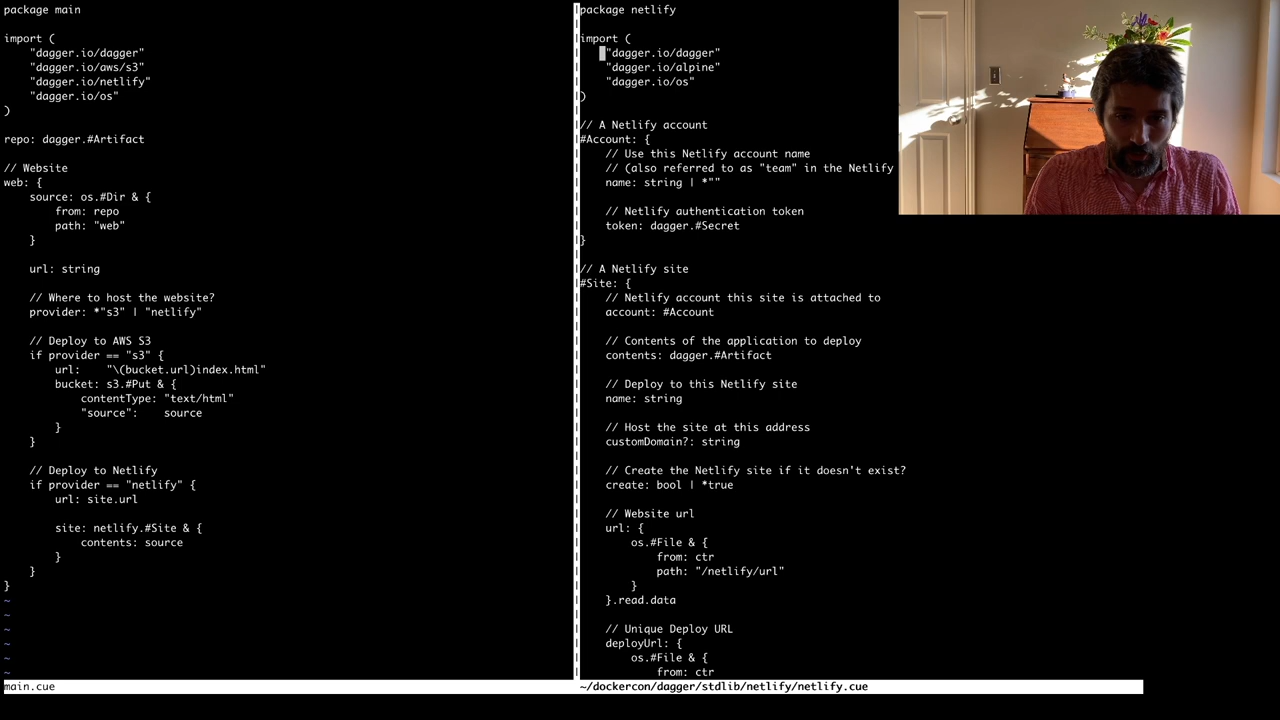 package main
import (
"dagger.io/dagger"
"dagger.io/aws/s3"
"dagger.io/netlify"
"dagger.io/os"
)
repo: dagger.#Artifact
// Website
web: {
source: os.#Dir & {
from: repo
path: "web"
}
url: string
// Where to host the website?
provider: *"s3" | "netlify"
// Deploy to AWS S3
if provider == "s3" {
url:    "\(bucket.url)index.html"
bucket: s3.#Put & {
contentType: "text/html"
"source":    source
}
}
// Deploy to Netlify
if provider == "netlify" {
url: site.url
site: netlify.#Site & {
contents: source
}
}
}
~
~
~
~
~
~
main.cue
package netlify
import (
"dagger.io/dagger"
"dagger.io/alpine"
"dagger.io/os"
)
// A Netlify account
#Account: {
// Use this Netlify account name
// (also referred to as "team" in the Netlify
name: string | *""
// Netlify authentication token
token: dagger.#Secret
}
// A Netlify site
#Site: {
// Netlify account this site is attached to
account: #Account
// Contents of the application to deploy
contents: dagger.#Artifact
// Deploy to this Netlify site
name: string
// Host the site at this address
customDomain?: string
// Create the Netlify site if it doesn't exist?
create: bool | *true
// Website url
url: {
os.#File & {
from: ctr
path: "/netlify/url"
}
}.read.data
// Unique Deploy URL
deployUrl: {
os.#File & {
from: ctr
~/dockercon/dagger/stdlib/netlify/netlify.cue